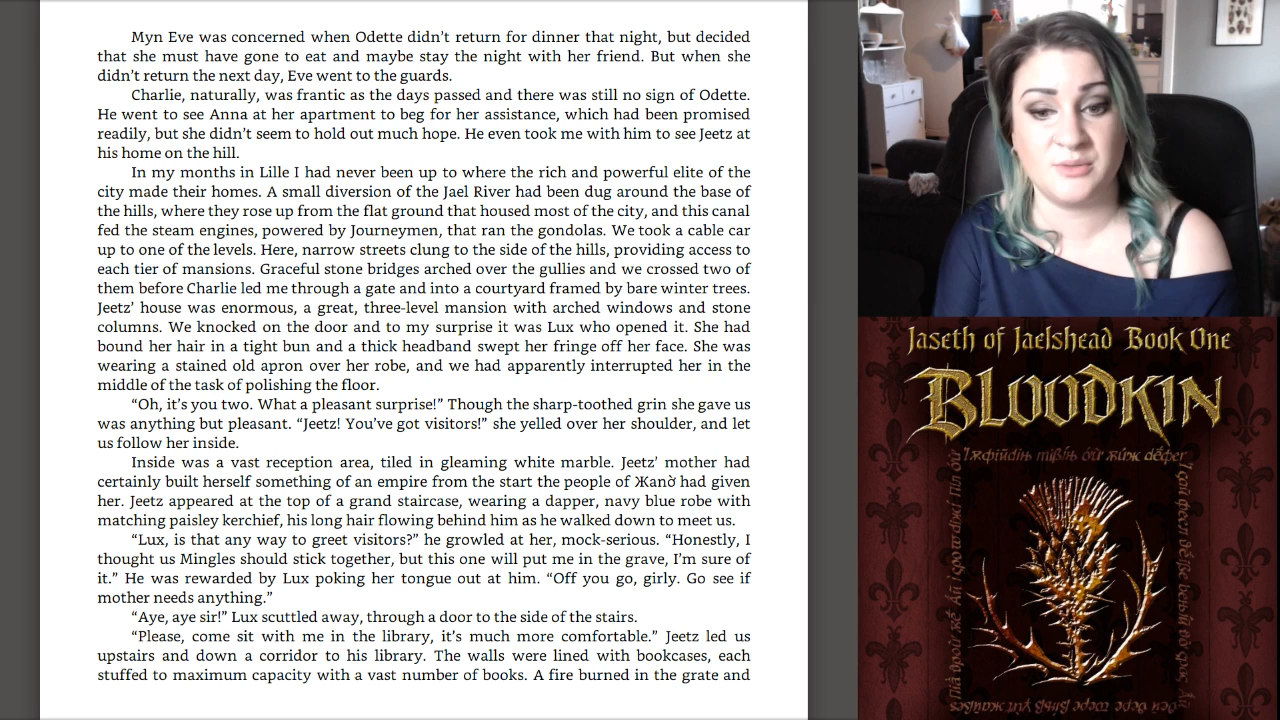 Myn Eve was concerned when Odette didn’t return for dinner that night, but decided
that she must have gone to eat and maybe stay the night with her friend. But when she
didn’t return the next day, Eve went to the guards.
Charlie, naturally, was frantic as the days passed and there was still no sign of Odette.
He went to see Anna at her apartment to beg for her assistance, which had been promised
readily, but she didn’t seem to hold out much hope. He even took me with him to see Jeetz at
his home on the hill.
In my months in Lille I had never been up to where the rich and powerful elite of the
city made their homes. A small diversion of the Jael River had been dug around the base of
the hills, where they rose up from the flat ground that housed most of the city, and this canal
fed the steam engines, powered by Journeymen, that ran the gondolas. We took a cable car
up to one of the levels. Here, narrow streets clung to the side of the hills, providing access to
each tier of mansions. Graceful stone bridges arched over the gullies and we crossed two of
them before Charlie led me through a gate and into a courtyard framed by bare winter trees.
Jeetz’ house was enormous, a great, three-level mansion with arched windows and stone
columns. We knocked on the door and to my surprise it was Lux who opened it. She had
bound her hair in a tight bun and a thick headband swept her fringe off her face. She was
wearing a stained old apron over her robe, and we had apparently interrupted her in the
middle of the task of polishing the floor.
“Oh, it’s you two. What a pleasant surprise!” Though the sharp-toothed grin she gave us
was anything but pleasant. “Jeetz! You’ve got visitors!” she yelled over her shoulder, and let
us follow her inside.
Inside was a vast reception area, tiled in gleaming white marble. Jeetz’ mother had
certainly built herself something of an empire from the start the people of Жанò had given
her. Jeetz appeared at the top of a grand staircase, wearing a dapper, navy blue robe with
matching paisley kerchief, his long hair flowing behind him as he walked down to meet us.
“Lux, is that any way to greet visitors?” he growled at her, mock-serious. “Honestly, I
thought us Mingles should stick together, but this one will put me in the grave, I’m sure of
it.” He was rewarded by Lux poking her tongue out at him. “Off you go, girly. Go see if
mother needs anything.”
“Aye, aye sir!” Lux scuttled away, through a door to the side of the stairs.
“Please, come sit with me in the library, it’s much more comfortable.” Jeetz led us
upstairs and down a corridor to his library. The walls were lined with bookcases, each
stuffed to maximum capacity with a vast number of books. A fire burned in the grate and
Jaseth of Jaelshead Book One
BLOODKIN